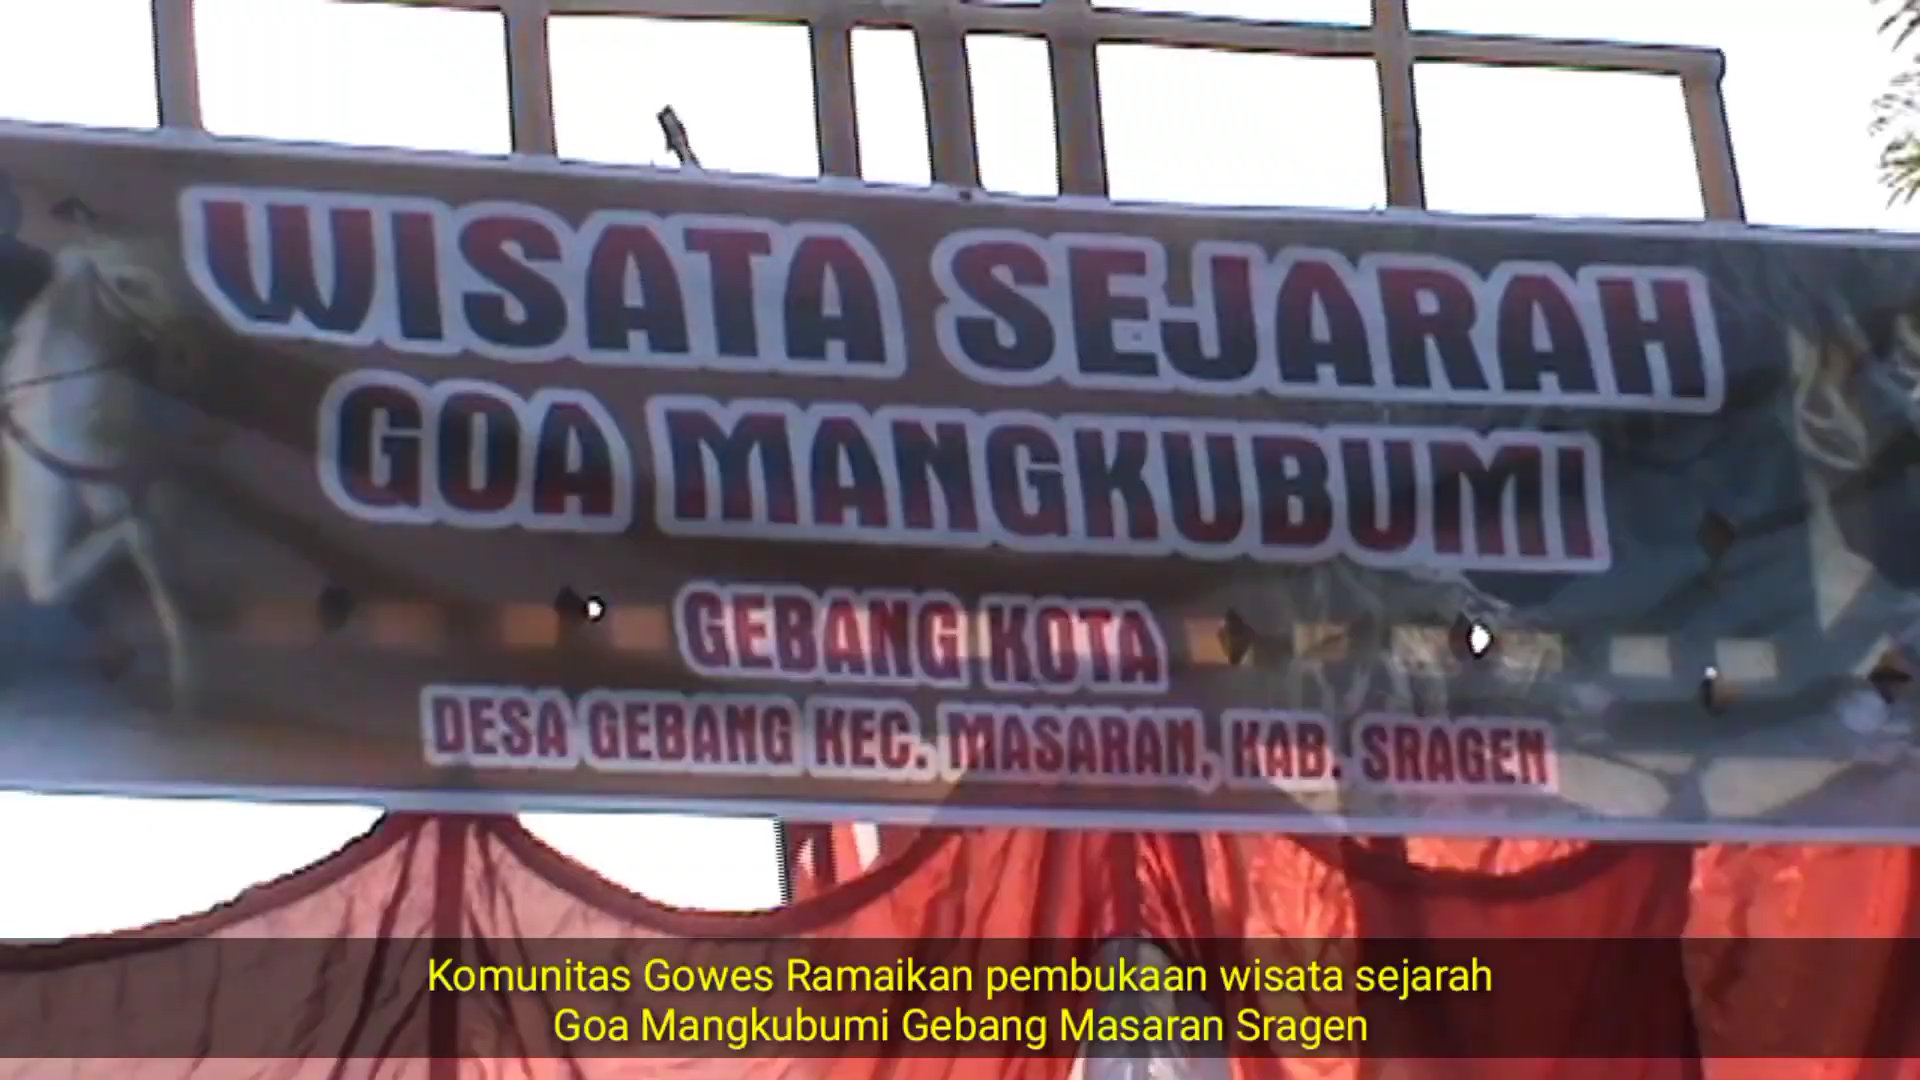 WISATA SEJARAH
GOA MANGKUBUMI
GEBANG KOTA
DESA GEBANG KEC. MASARAN, KAB. SRAGEN
Komunitas Gowes Ramaikan pembukaan wisata sejarah
Goa Mangkubumi Gebang Masaran Sragen